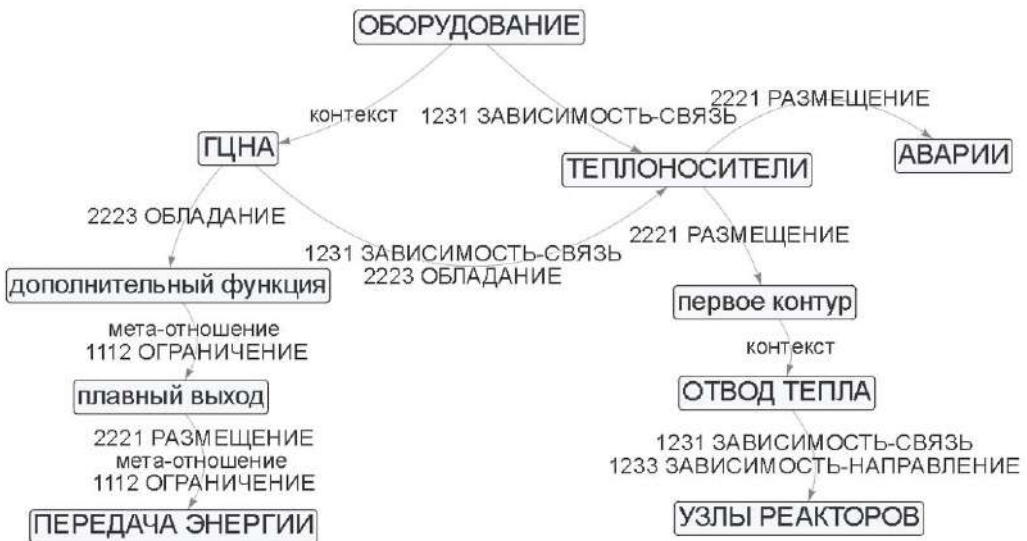 ОБОРУДОВАНИЕ
контекст
1231 ЗАВИСИМОСТЬ-СВЯЗЬ
2221 РАЗМЕЩЕНИЕ
ГЦНА
ТЕПЛОНОСИТЕЛИ
АВАРИИ
2223 ОБЛАДАНИЕ
1231 ЗАВИСИМОСТЬ-СВЯЗЬ
2223 ОБЛАДАНИЕ
2221 РАЗМЕЩЕНИЕ
дополнительный функция
первое контур
мета-отношение
1112 ОГРАНИЧЕНИЕ
контекст
плавный выход
ОТВОД ТЕПЛА
2221 РАЗМЕЩЕНИЕ
мета-отношение
1112 ОГРАНИЧЕНИЕ
1231 ЗАВИСИМОСТЬ-СВЯЗЬ
1233 ЗАВИСИМОСТЬ-НАПРАВЛЕНИЕ
ПЕРЕДАЧА ЭНЕРГИИ
УЗЛЫ РЕАКТОРОВ